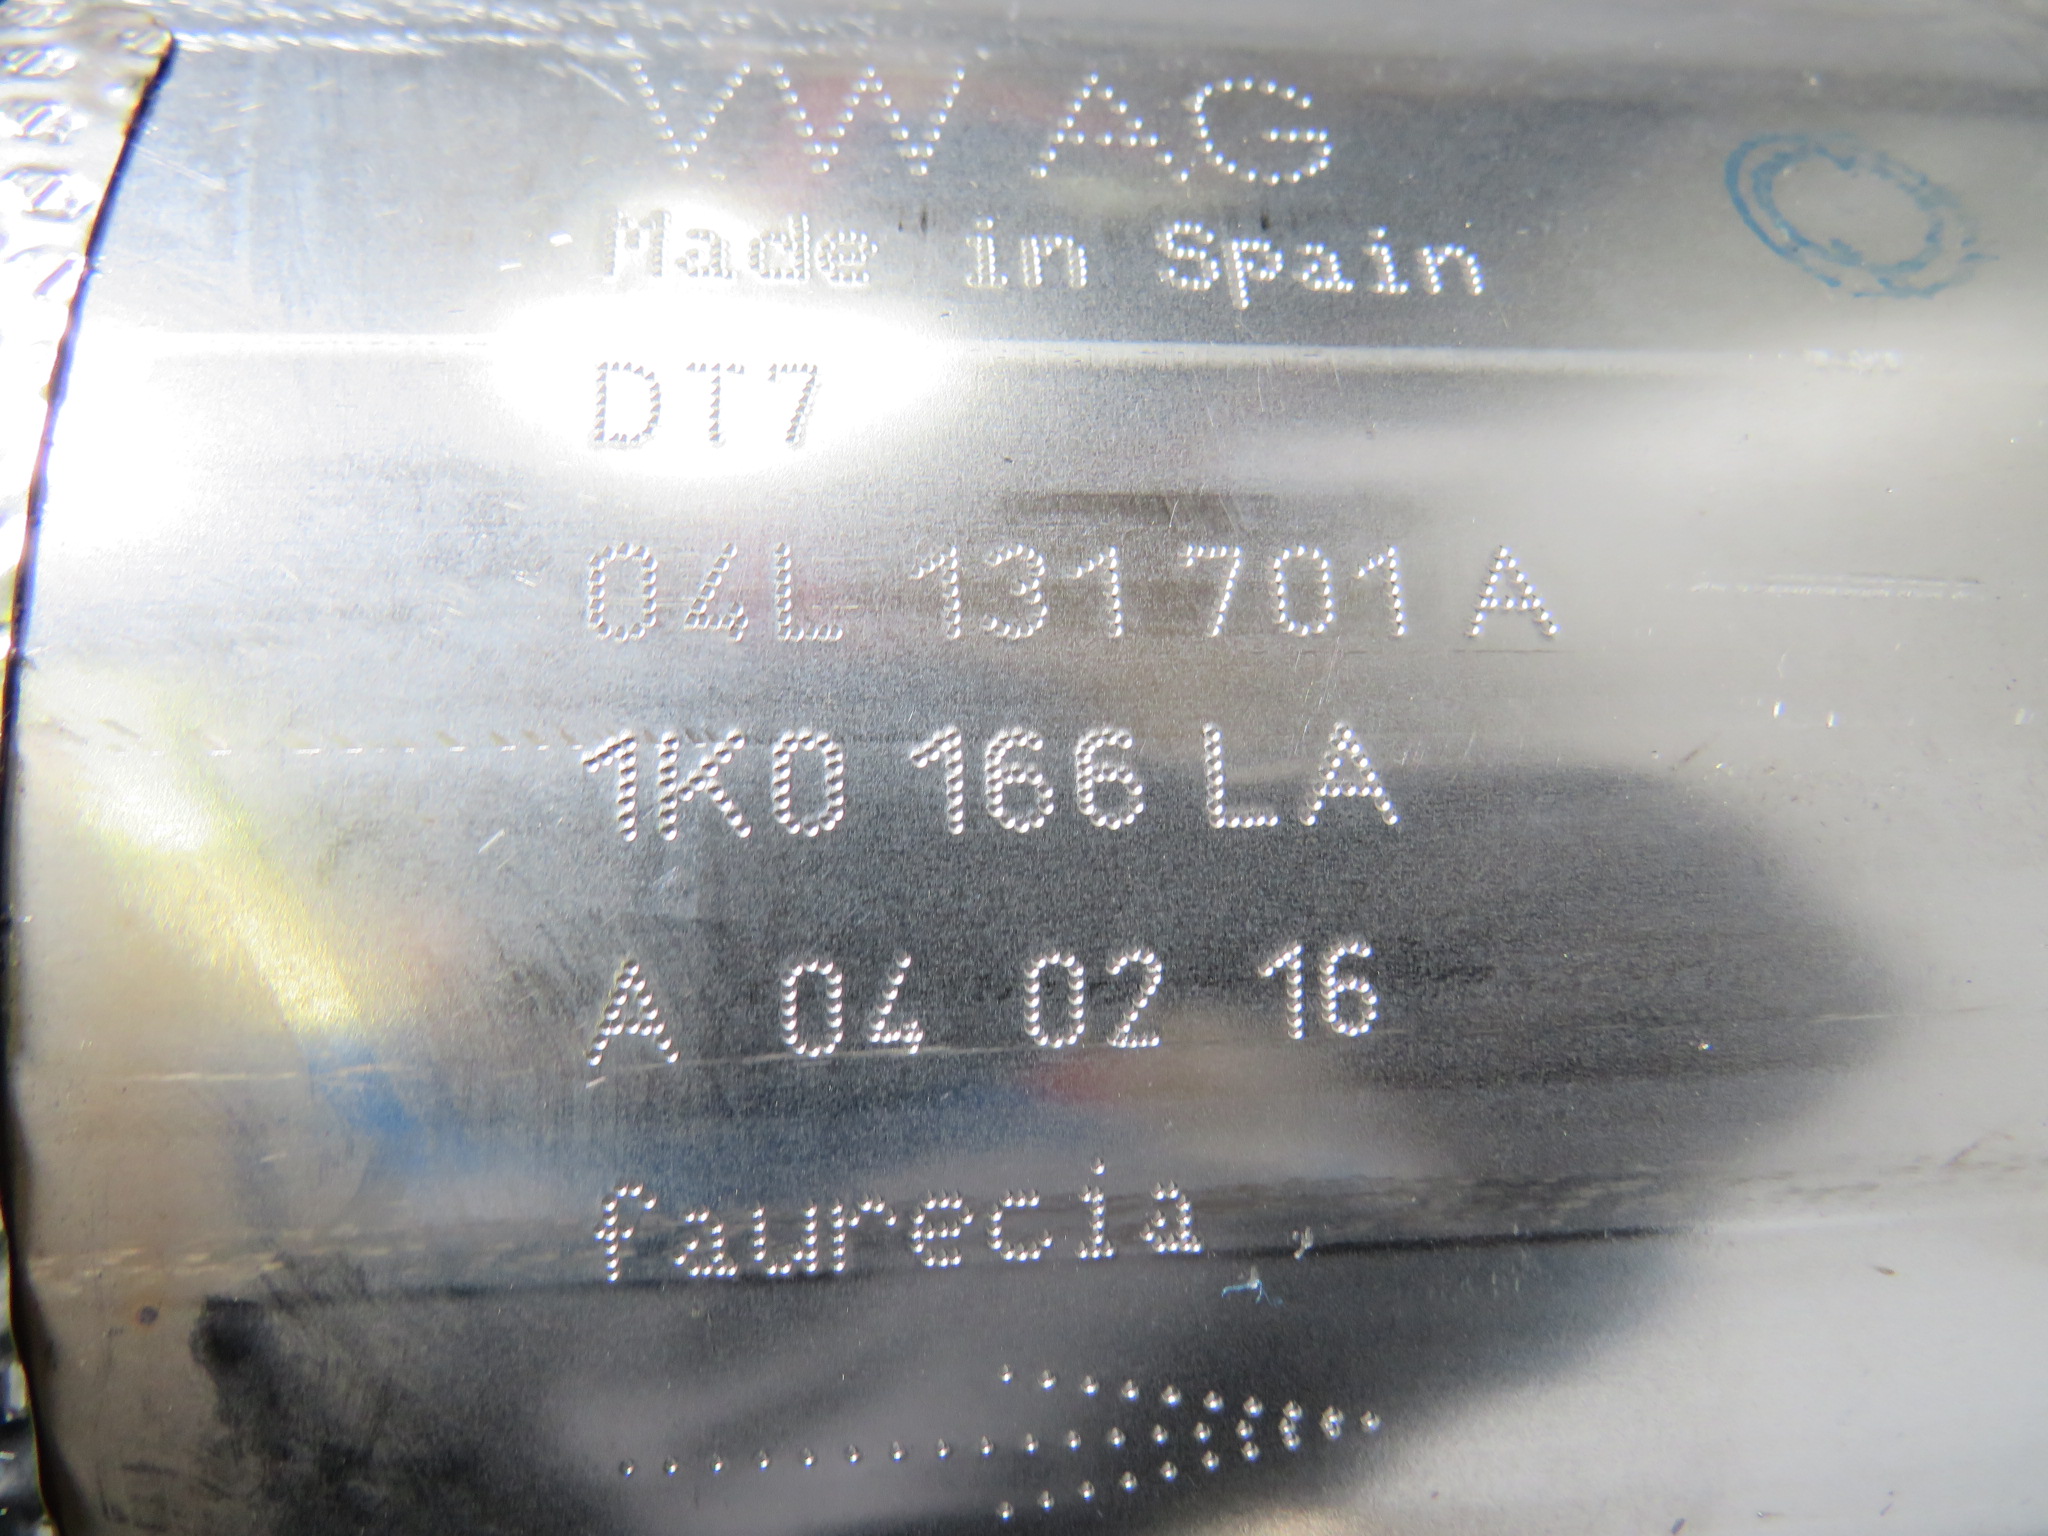 VW AG
Made in Spain
DT7
04L 131 701 A
1K0 166 LA
A 04 02 16
faurecia